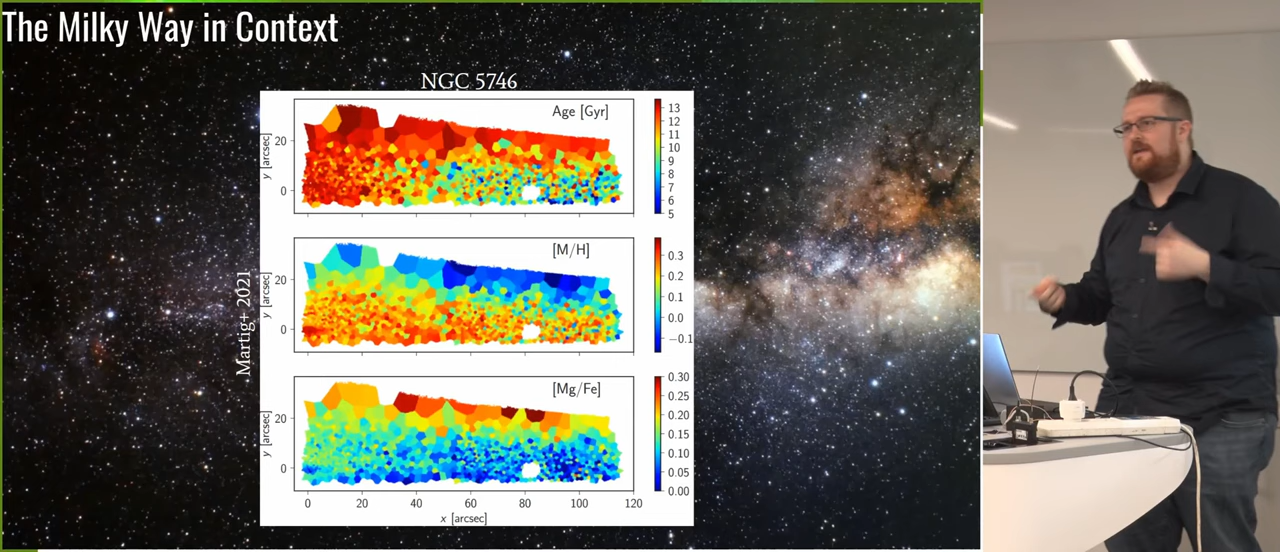 The Milky Way in Context
NGC 5746
Martig+ 2021
Age [Gyr]
y [arcsec]
20
0
13
12
11
10
9
8
7
6
5
[M/H]
y [arcsec]
20
0
0.3
0.2
0.1
0.0
−0.1
[Mg/Fe]
y [arcsec]
20
0
0.30
0.25
0.20
0.15
0.10
0.05
0.00
0 20 40 60 80 100 120
x [arcsec]